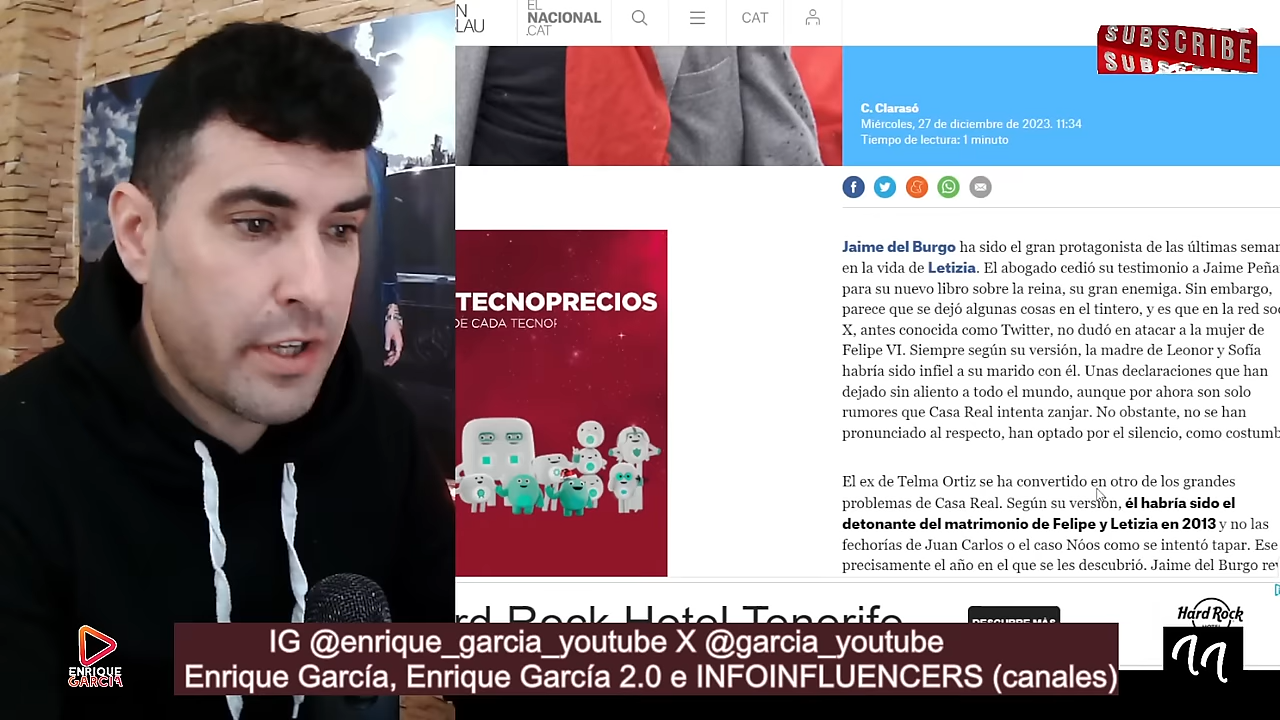 N
LAU
EL
NACIONAL
.CAT
CAT
SUBSCRIBE
SUBSCRIBE
C. Clarasó
Miércoles, 27 de diciembre de 2023. 11:34
Tiempo de lectura: 1 minuto
Jaime del Burgo ha sido el gran protagonista de las últimas seman
en la vida de Letizia. El abogado cedió su testimonio a Jaime Peña
para su nuevo libro sobre la reina, su gran enemiga. Sin embargo,
parece que se dejó algunas cosas en el tintero, y es que en la red so
X, antes conocida como Twitter, no dudó en atacar a la mujer de
Felipe VI. Siempre según su versión, la madre de Leonor y Sofía
habría sido infiel a su marido con él. Unas declaraciones que han
dejado sin aliento a todo el mundo, aunque por ahora son solo
rumores que Casa Real intenta zanjar. No obstante, no se han
pronunciado al respecto, han optado por el silencio, como costumb
TECNOPRECIOS
DE CADA TECNO
El ex de Telma Ortiz se ha convertido en otro de los grandes
problemas de Casa Real. Según su versión, él habría sido el
detonante del matrimonio de Felipe y Letizia en 2013 y no las
fechorías de Juan Carlos o el caso Nóos como se intentó tapar. Ese
precisamente el año en el que se les descubrió. Jaime del Burgo re
rd Rock Hotel Tenerife
DESCUBRE MÁS
Hard Rock
HOTEL
IG @enrique_garcia_youtube X @garcia_youtube
Enrique García, Enrique García 2.0 e INFOINFLUENCERS (canales)
ENRIQUE
GARCÍA